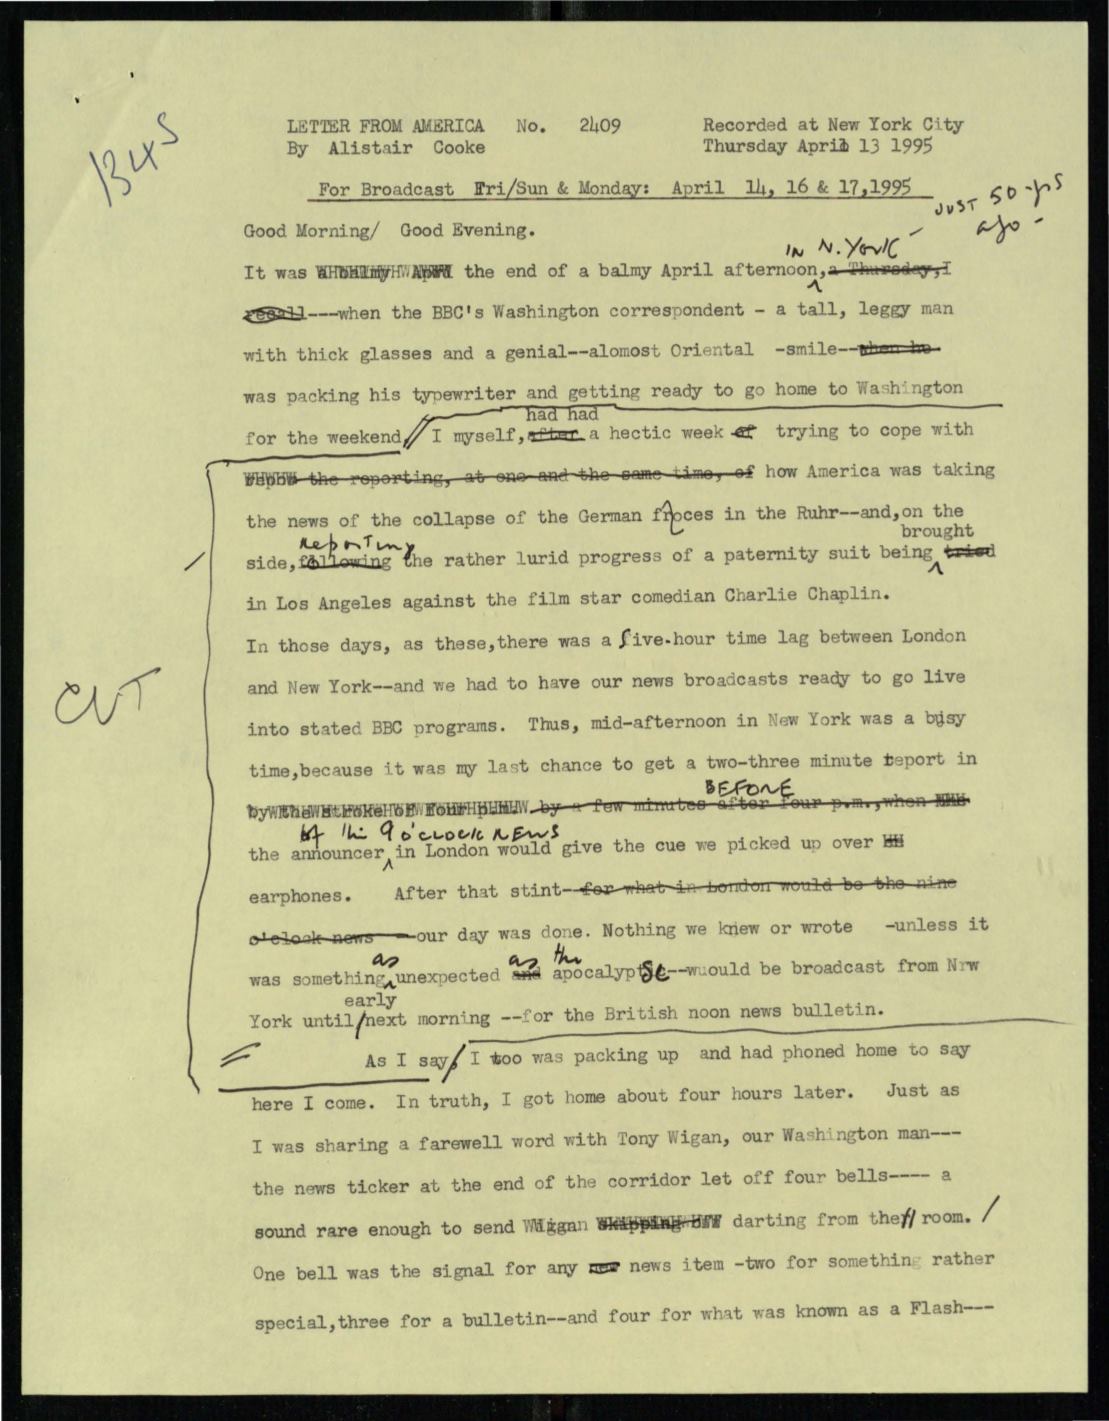 1345
LETTER FROM AMERICA No. 2409 Recorded at New York City
By Alistair Cooke Thursday April 13 1995
For Broadcast Fri/Sun & Monday: April 14, 16 & 17,1995
JUST 50 yrs
ago -
Good Morning/ Good Evening.
IN N. YORK -
It was a balmy April the end of a balmy April afternoon,a Thursday,I
recall---when the BBC's Washington correspondent - a tall, leggy man
with thick glasses and a genial--alomost Oriental -smile--when he
was packing his typewriter and getting ready to go home to Washington
had had
for the weekend. // I myself,after a hectic week of trying to cope with
the reporting, at one and the same time, of how America was taking
the news of the collapse of the German froces in the Ruhr--and,on the
reporting brought
side,following the rather lurid progress of a paternity suit being tried
in Los Angeles against the film star comedian Charlie Chaplin.
In those days, as these,there was a five-hour time lag between London
CUT
and New York--and we had to have our news broadcasts ready to go live
into stated BBC programs. Thus, mid-afternoon in New York was a busy
time,because it was my last chance to get a two-three minute report in
BEFORE
by the stroke of four p.m. by a few minutes after four p.m.,when
of the 9 o'CLOCK NEWS
the announcer in London would give the cue we picked up over
earphones. After that stint--for what in London would be the nine
o'clock news — our day was done. Nothing we knew or wrote -unless it
as as the
was something unexpected and apocalyptic--wuould be broadcast from Nrw
early
York until/next morning --for the British noon news bulletin.
As I say, I too was packing up and had phoned home to say
here I come. In truth, I got home about four hours later. Just as
I was sharing a farewell word with Tony Wigan, our Washington man---
the news ticker at the end of the corridor let off four bells---- a
sound rare enough to send Wiggan skipping off darting from the// room. /
One bell was the signal for any news item -two for something rather
special,three for a bulletin--and four for what was known as a Flash---